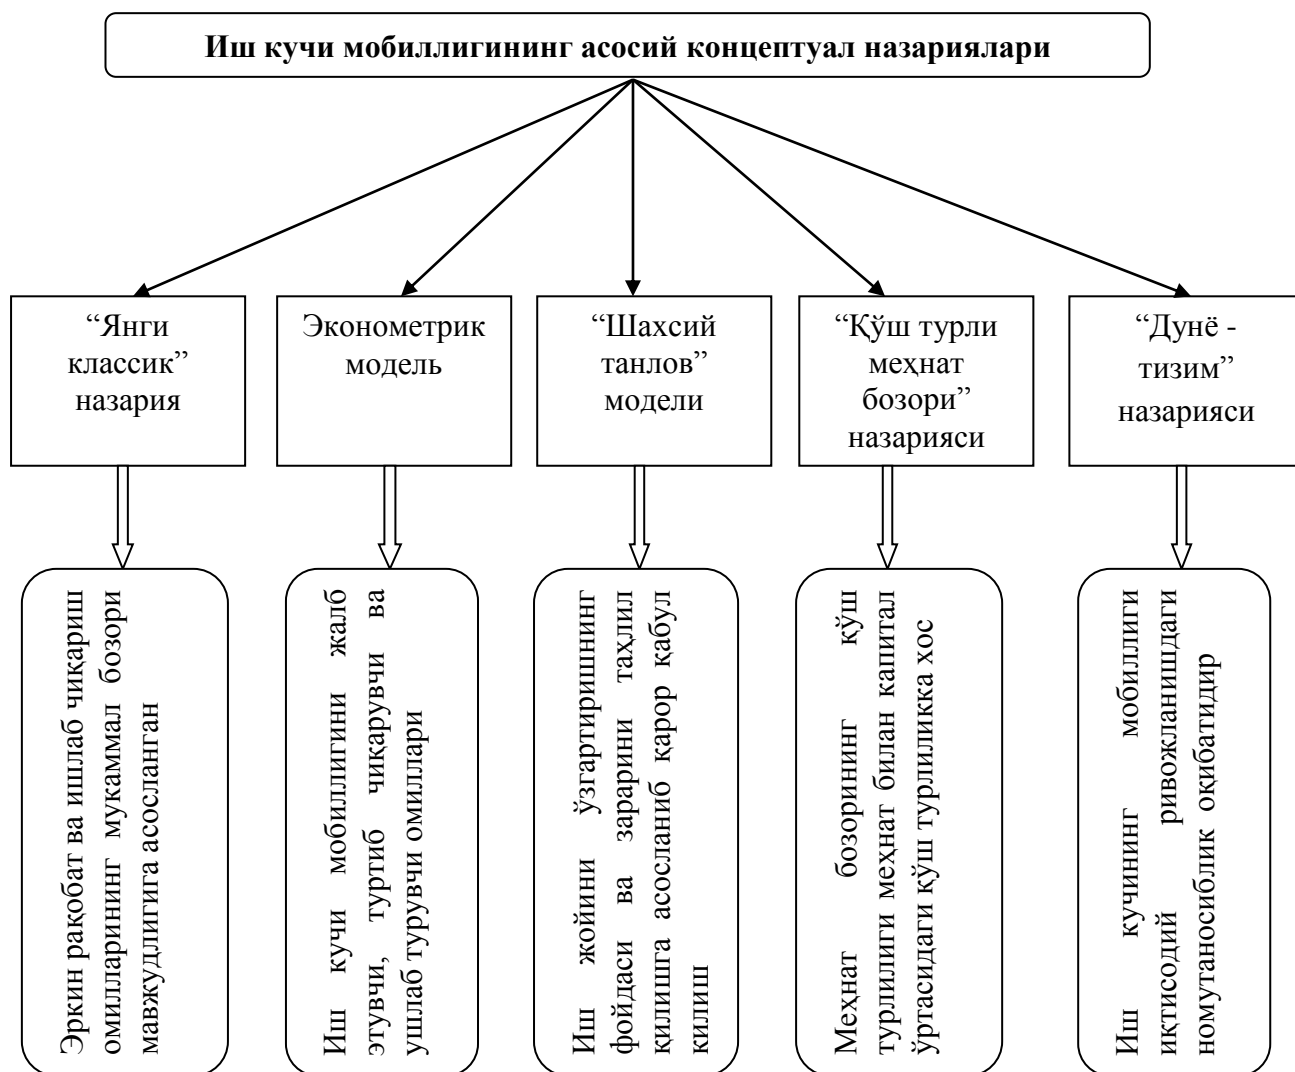 Иш кучи мобиллигининг асосий концептуал назариялари
“Янги
классик”
назария
Эконометрик
модель
“Шахсий
танлов”
модели
“Қўш турли
меҳнат
бозори”
назарияси
“Дунё -
тизим”
назарияси
Эркин рақобат ва ишлаб чиқариш
омилларининг мукаммал бозори
мавжудлигига асосланган
Иш кучи мобиллигини жалб
этувчи, туртиб чиқарувчи ва
ушлаб турувчи омиллари
Иш жойини ўзгартиришнинг
фойдаси ва зарарини таҳлил
қилишга асосланиб қарор қабул
килиш
Меҳнат бозорининг қўш
турлилиги меҳнат билан капитал
ўртасидаги қўш турлиликка хос
Иш кучининг мобиллиги
иқтисодий ривожланишдаги
номутаносиблик оқибатидир